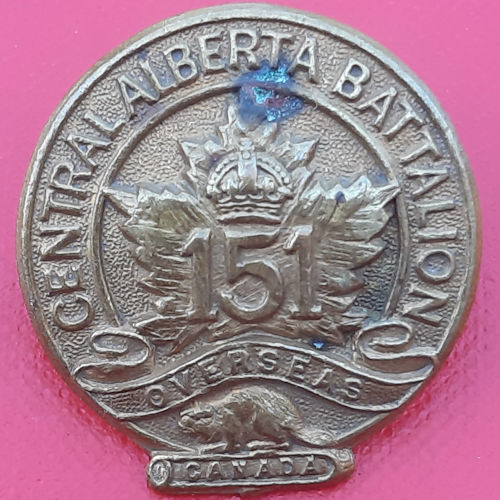 CENTRAL ALBERTA BATTALION
151
OVERSEAS
CANADA